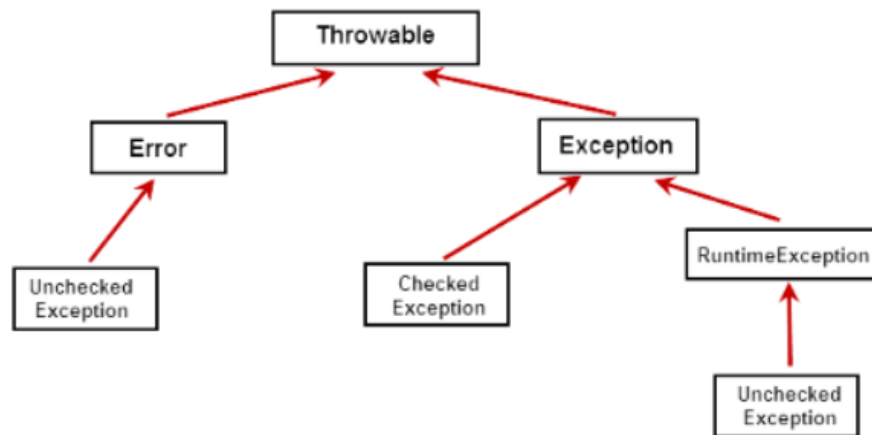 Throwable
Error
Exception
RuntimeException
Unchecked
Exception
Checked
Exception
Unchecked
Exception